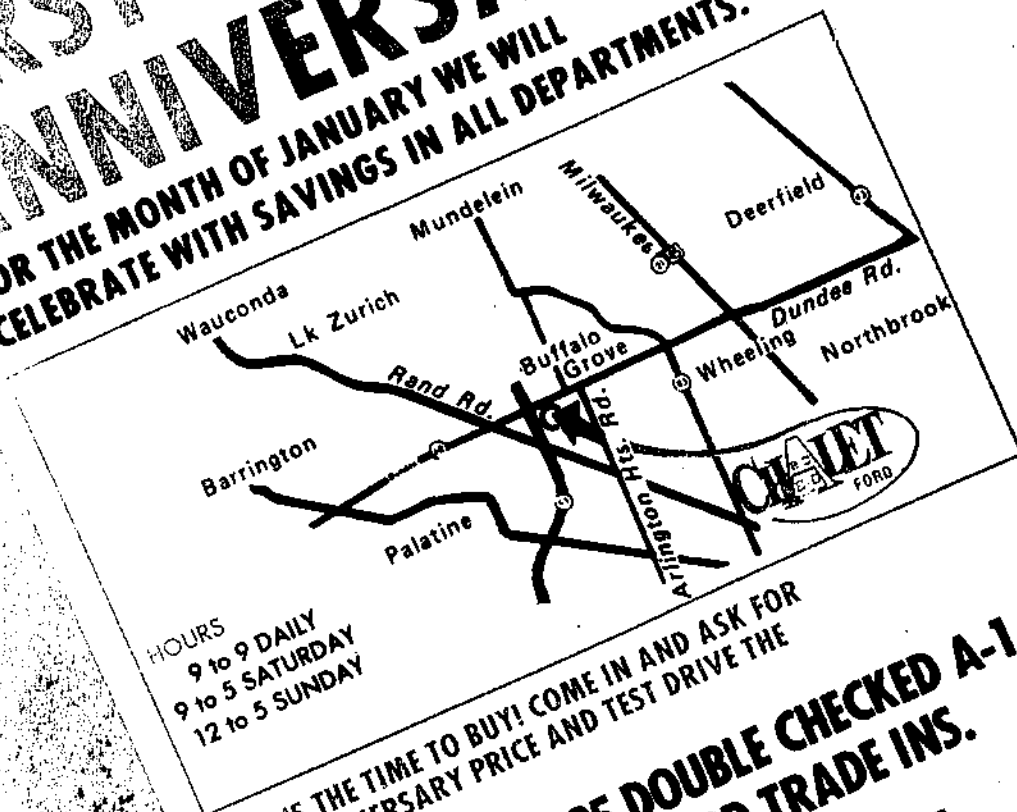 ANNIVERSA
OR THE MONTH OF JANUARY WE WILL
CELEBRATE WITH SAVINGS IN ALL DEPARTMENTS.
Mundelein
Milwaukee
Deerfield
Wauconda
Lk Zurich
Dundee Rd.
Northbrook
Buffalo
Grove
Wheeling
Rand Rd.
Barrington
Palatine
Arlington Hts. Rd.
CHALET
FORD
HOURS
9 to 9 DAILY
9 to 5 SATURDAY
12 to 5 SUNDAY
IS THE TIME TO BUY! COME IN AND ASK FOR
ERSARY PRICE AND TEST DRIVE THE
DOUBLE CHECKED A-1
TRADE INS.